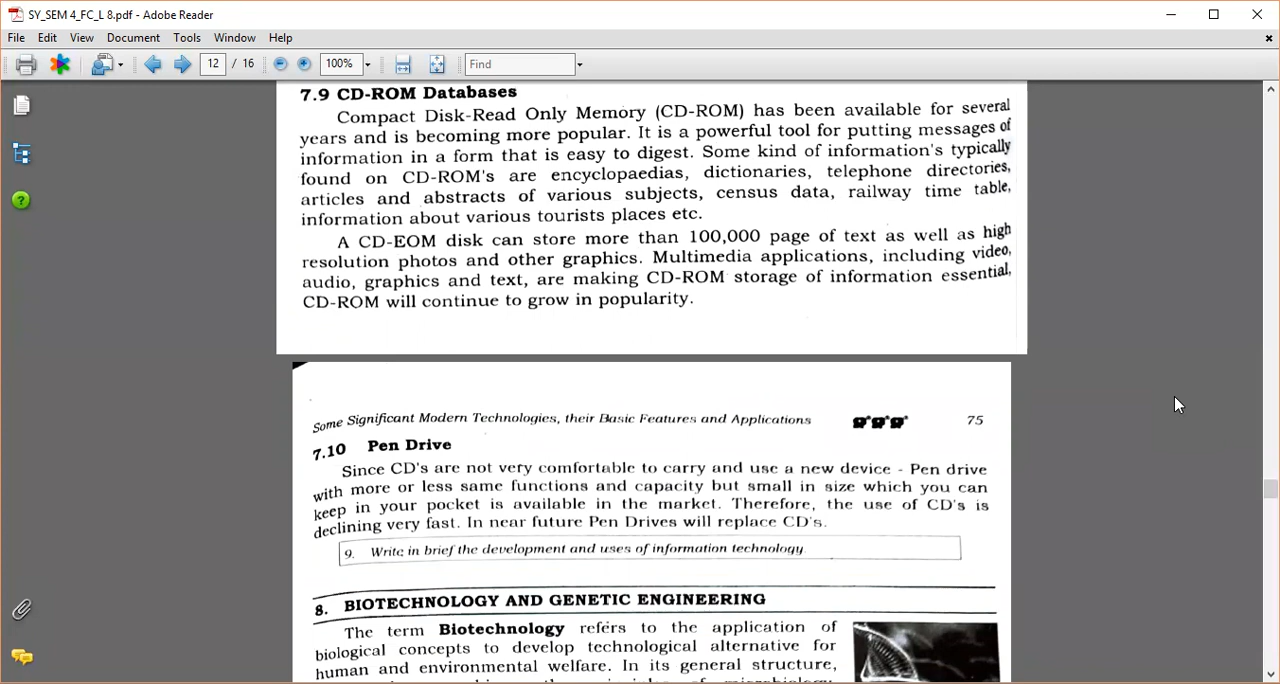 SY_SEM 4_FC_L 8.pdf - Adobe Reader
File Edit View Document Tools Window Help
12 / 16 100% Find
7.9 CD-ROM Databases
Compact Disk-Read Only Memory (CD-ROM) has been available for several
years and is becoming more popular. It is a powerful tool for putting messages of
information in a form that is easy to digest. Some kind of information's typically
found on CD-ROM's are encyclopaedias, dictionaries, telephone directories,
articles and abstracts of various subjects, census data, railway time table,
information about various tourists places etc.
A CD-EOM disk can store more than 100,000 page of text as well as high
resolution photos and other graphics. Multimedia applications, including video,
audio, graphics and text, are making CD-ROM storage of information essential,
CD-ROM will continue to grow in popularity.
Some Significant Modern Technologies, their Basic Features and Applications 75
7.10 Pen Drive
Since CD's are not very comfortable to carry and use a new device - Pen drive
with more or less same functions and capacity but small in size which you can
keep in your pocket is available in the market. Therefore, the use of CD's is
declining very fast. In near future Pen Drives will replace CD's.
9. Write in brief the development and uses of information technology
8. BIOTECHNOLOGY AND GENETIC ENGINEERING
The term Biotechnology refers to the application of
biological concepts to develop technological alternative for
human and environmental welfare. In its general structure,